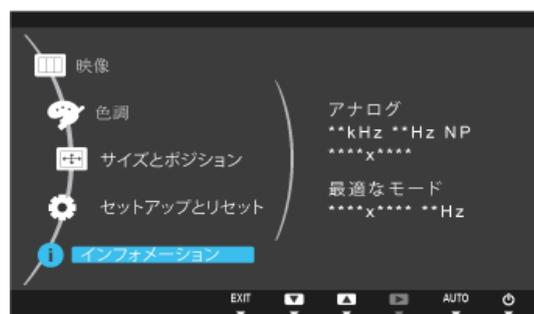 映像
色調
サイズとポジション
セットアップとリセット
インフォメーション
アナログ
**kHz **Hz NP
****x****
最適なモード
****x**** **Hz
EXIT
AUTO